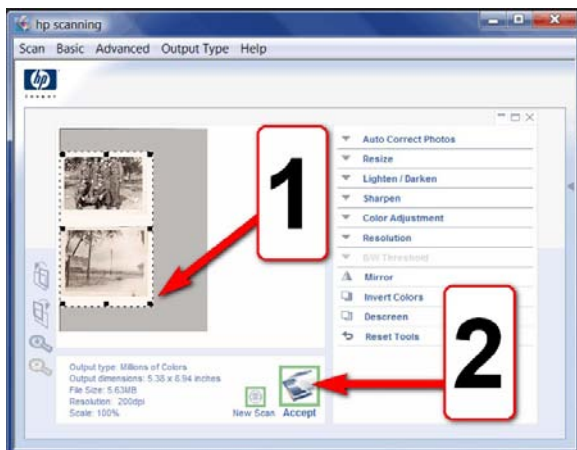 hp scanning
Scan Basic Advanced Output Type Help
hp
invent
1
Auto Correct Photos
Resize
Lighten / Darken
Sharpen
Color Adjustment
Resolution
B/W Threshold
Mirror
Invert Colors
Descreen
Reset Tools
2
Output type: Millions of Colors
Output dimensions: 5.38 x 8.94 inches
File Size: 5.63MB
Resolution: 200dpi
Scale: 100%
New Scan Accept